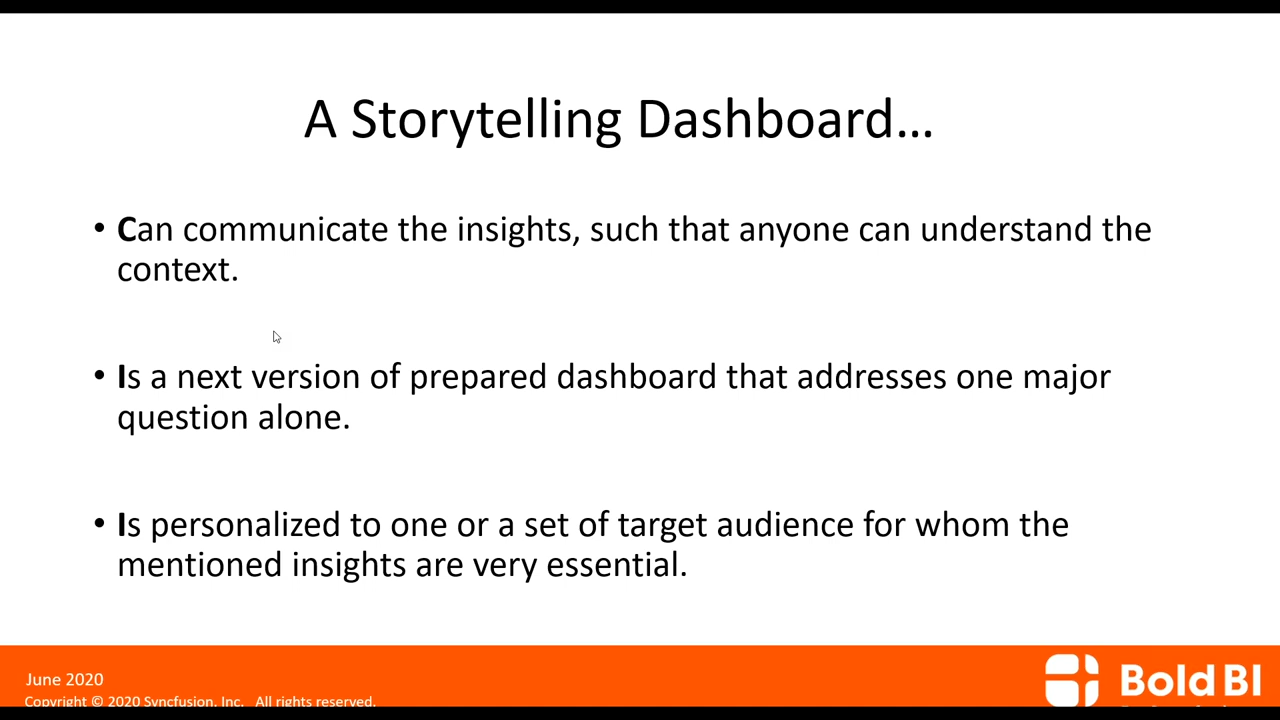 A Storytelling Dashboard...
• Can communicate the insights, such that anyone can understand the
context.
• Is a next version of prepared dashboard that addresses one major
question alone.
• Is personalized to one or a set of target audience for whom the
mentioned insights are very essential.
June 2020
Copyright © 2020 Syncfusion, Inc. All rights reserved.
Bold BI